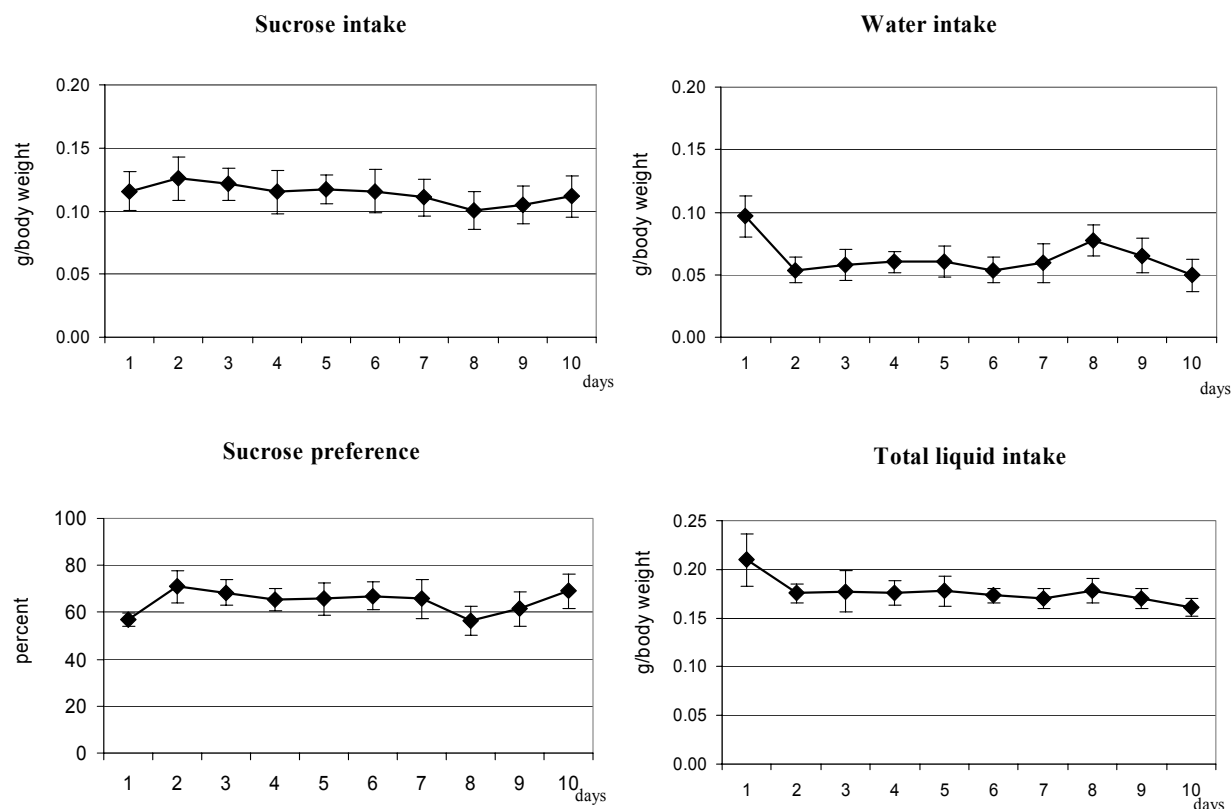 Sucrose intake
g/body weight
0.20
0.15
0.10
0.05
0.00
1 2 3 4 5 6 7 8 9 10
days
Water intake
g/body weight
0.20
0.15
0.10
0.05
0.00
1 2 3 4 5 6 7 8 9 10
days
Sucrose preference
percent
100
80
60
40
20
0
1 2 3 4 5 6 7 8 9 10
days
Total liquid intake
g/body weight
0.25
0.20
0.15
0.10
0.05
0.00
1 2 3 4 5 6 7 8 9 10
days